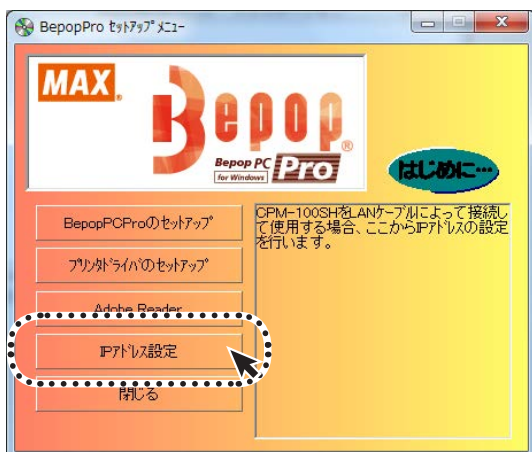 BepopPro ｾｯﾄｱｯﾌﾟﾒﾆｭｰ
MAX®
Bepop®
Bepop PC Pro
for Windows
はじめに…
BepopPCProのｾｯﾄｱｯﾌﾟ
ﾌﾟﾘﾝﾀﾄﾞﾗｲﾊﾞのｾｯﾄｱｯﾌﾟ
Adobe Reader
IPｱﾄﾞﾚｽ設定
閉じる
CPM-100SHをLANｹｰﾌﾞﾙによって接続し
て使用する場合、ここからIPｱﾄﾞﾚｽの設定
を行います。